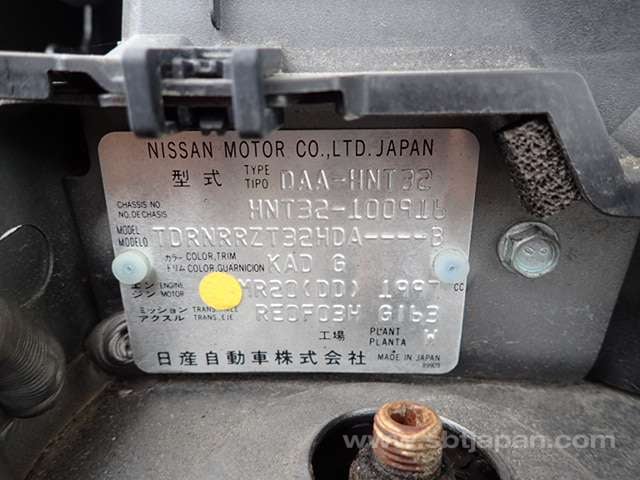 NISSAN MOTOR CO.,LTD.JAPAN
型式 TYPE TIPO DAA-HNT32
CHASSIS NO. NO.DE CHASIS HNT32-100916
MODEL MODELO TDRNRRZT32HDA----B
カラー COLOR,TRIM
トリム COLOR,GUARNICION KAD G
エンジン ENGINE MOTOR MR20(DD) 1997 CC
ミッション TRANS.
アクスル TRANS.EJE RE0F03H G163
工場 PLANT PLANTA W
日産自動車株式会社 MADE IN JAPAN
www.sbtjapan.com